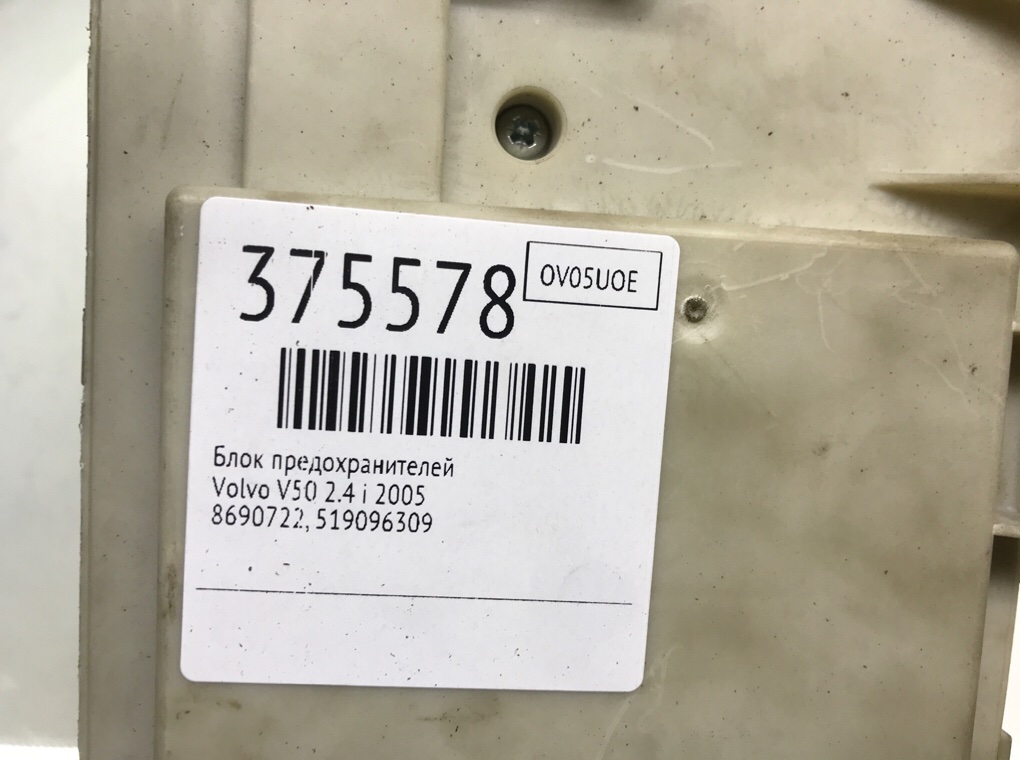 375578
OV05UOE
Блок предохранителей
Volvo V50 2.4 i 2005
8690722, 519096309